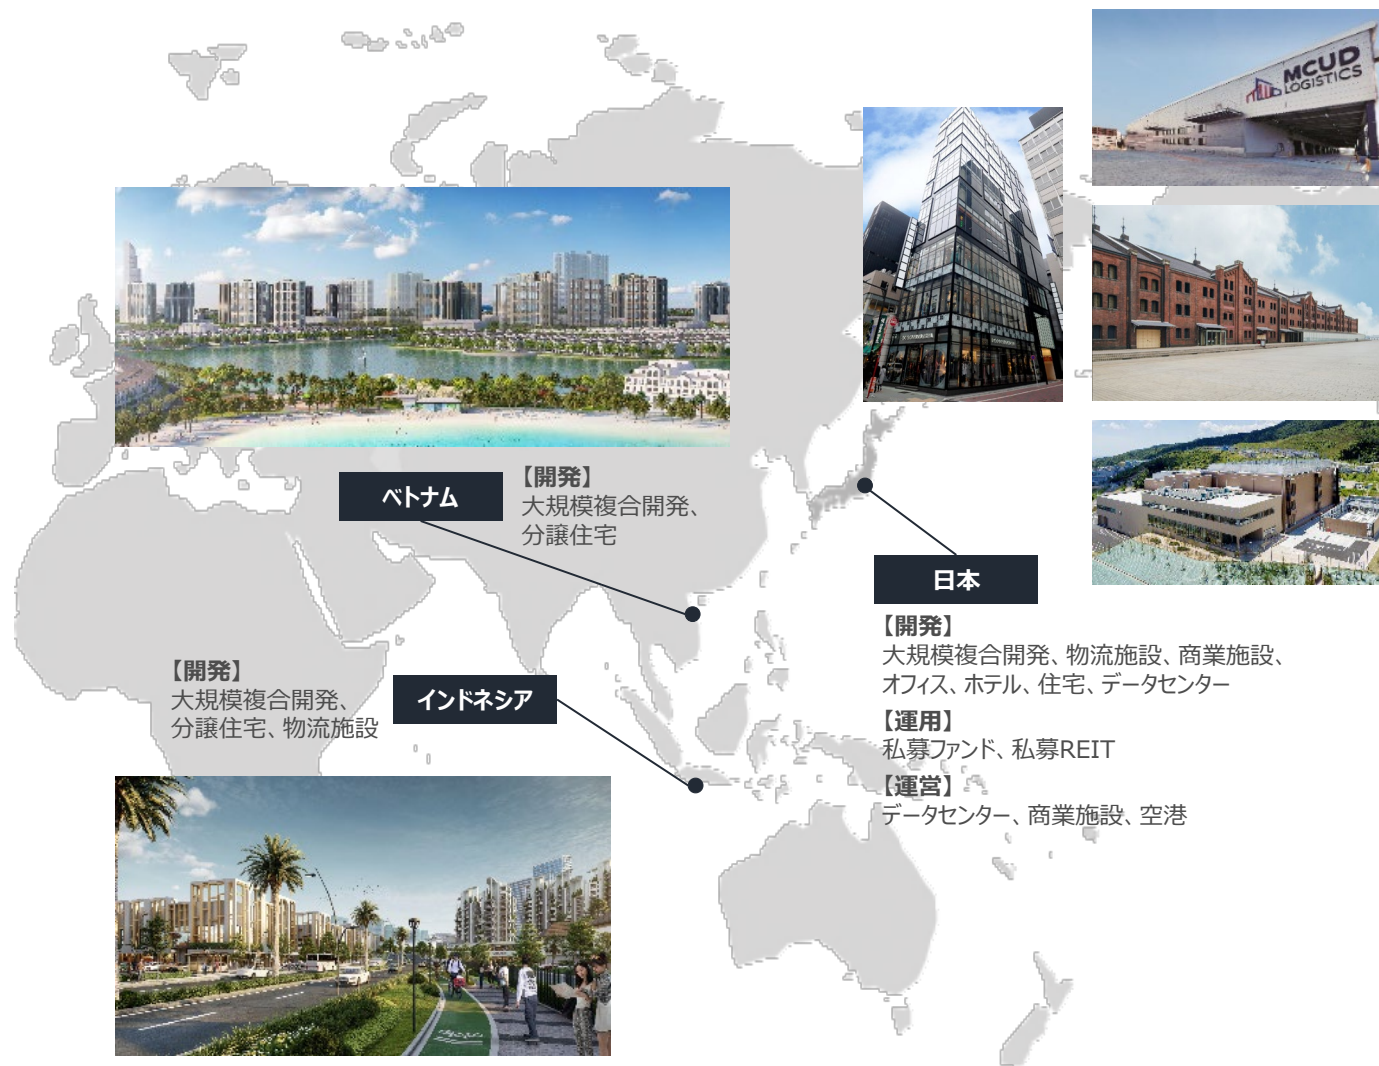 MCUD
LOGISTICS
ベトナム
【開発】
大規模複合開発、
分譲住宅
日本
【開発】
大規模複合開発、物流施設、商業施設、
オフィス、ホテル、住宅、データセンター
【運用】
私募ファンド、私募REIT
【運営】
データセンター、商業施設、空港
【開発】
大規模複合開発、
分譲住宅、物流施設
インドネシア